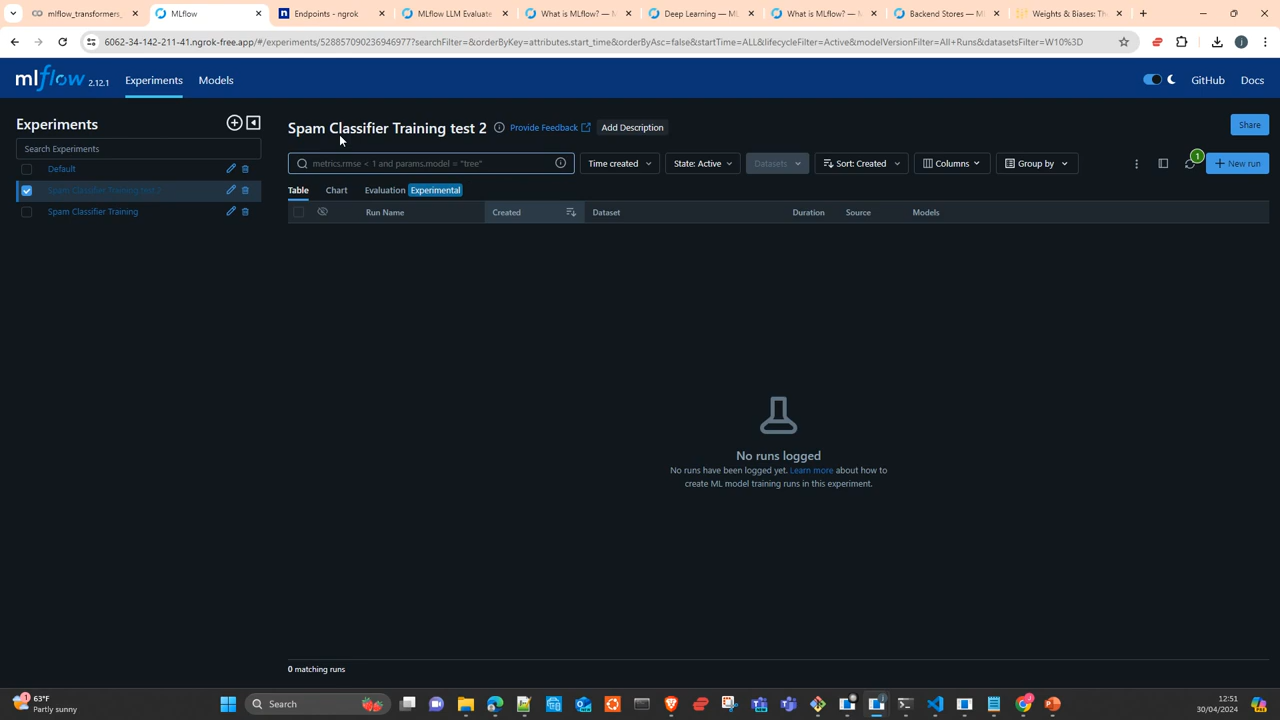 mlflow_transformers_
MLflow
Endpoints - ngrok
MLflow LLM Evaluate
What is MLflow? — M
Deep Learning — ML
What is MLflow? — M
Backend Stores — ML
Weights & Biases: Th
6062-34-142-211-41.ngrok-free.app/#/experiments/528857090236946977?searchFilter=&orderByKey=attributes.start_time&orderByAsc=false&startTime=ALL&lifecycleFilter=Active&modelVersionFilter=All+Runs&datasetsFilter=W10%3D
mlflow 2.12.1
Experiments
Models
GitHub
Docs
Experiments
Search Experiments
Default
Spam Classifier Training test 2
Spam Classifier Training
Spam Classifier Training test 2
Provide Feedback
Add Description
Share
metrics.rmse < 1 and params.model = "tree"
Time created
State: Active
Datasets
Sort: Created
Columns
Group by
1
New run
Table
Chart
Evaluation
Experimental
Run Name
Created
Dataset
Duration
Source
Models
No runs logged
No runs have been logged yet. Learn more about how to
create ML model training runs in this experiment.
0 matching runs
1
63°F
Partly sunny
Search
12:51
30/04/2024